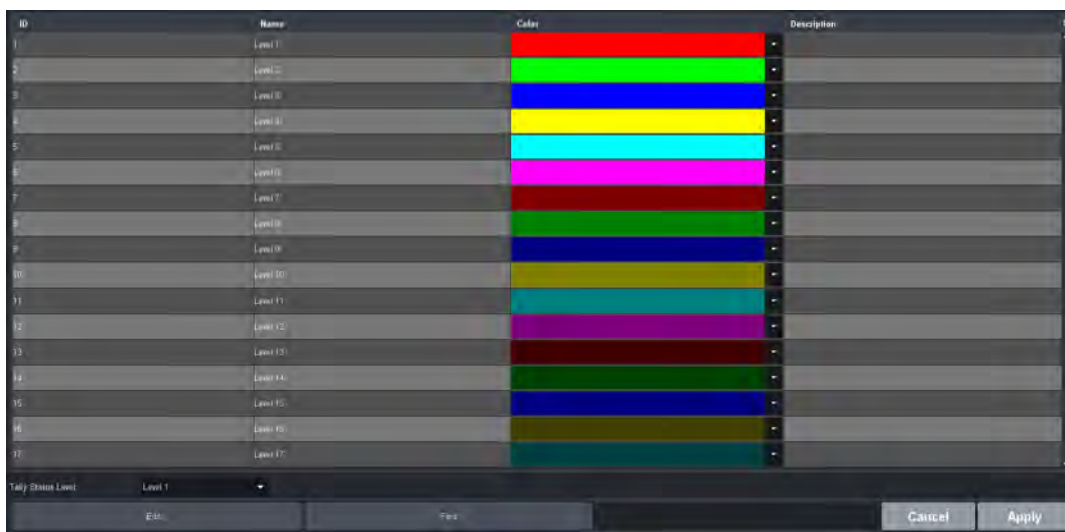 ID Name Color Description
1 Level 1
2 Level 2
3 Level 3
4 Level 4
5 Level 5
6 Level 6
7 Level 7
8 Level 8
9 Level 9
10 Level 10
11 Level 11
12 Level 12
13 Level 13
14 Level 14
15 Level 15
16 Level 16
17 Level 17
Tally Status Level Level 1
Edit Cancel Apply